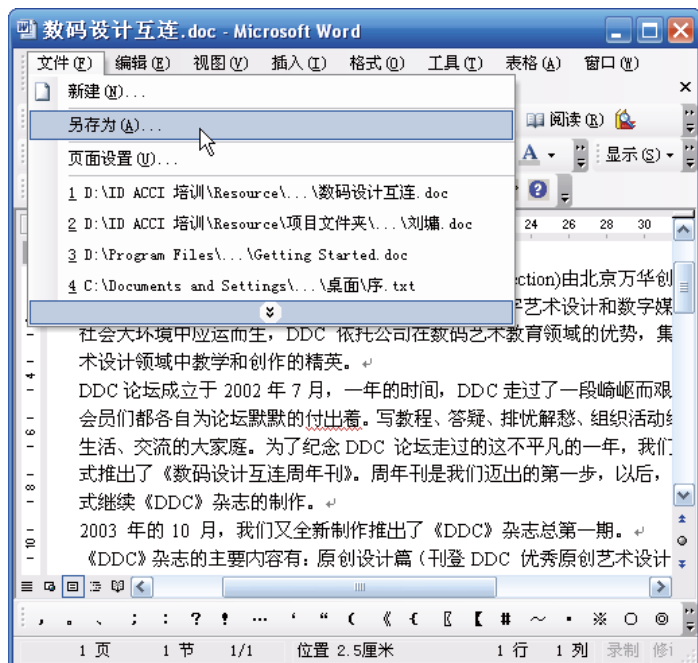 数码设计互连.doc - Microsoft Word
文件(F) 编辑(E) 视图(V) 插入(I) 格式(O) 工具(T) 表格(A) 窗口(W)
新建(N)...
另存为(A)...
阅读(R)
页面设置(U)...
显示(S)
1 D:\ID ACCI 培训\Resource\...\数码设计互连.doc
2 D:\ID ACCI 培训\Resource\项目文件夹\...\刘墉.doc
24 26 28 30
3 D:\Program Files\...\Getting Started.doc
4 C:\Documents and Settings\...\桌面\序.txt
ction)由北京万华创
艺术设计和数字媒
社会大环境中应运而生，DDC 依托公司在数码艺术教育领域的优势，集
术设计领域中教学和创作的精英。
DDC 论坛成立于 2002 年 7 月，一年的时间，DDC 走过了一段崎岖而艰
会员们都各自为论坛默默的付出着。写教程、答疑、排忧解愁、组织活动
生活、交流的大家庭。为了纪念 DDC 论坛走过的这不平凡的一年，我们
式推出了《数码设计互连周年刊》。周年刊是我们迈出的第一步，以后，
式继续《DDC》杂志的制作。
2003 年的 10 月，我们又全新制作推出了《DDC》杂志总第一期。
《DDC》杂志的主要内容有：原创设计篇（刊登 DDC 优秀原创艺术设计
， 。 、 ； ： ？ ！ … ‘ “ （ 《 { 〖 【 # ～ · ※ ○ ◎
1 页 1 节 1/1 位置 2.5厘米 1 行 1 列 录制 修